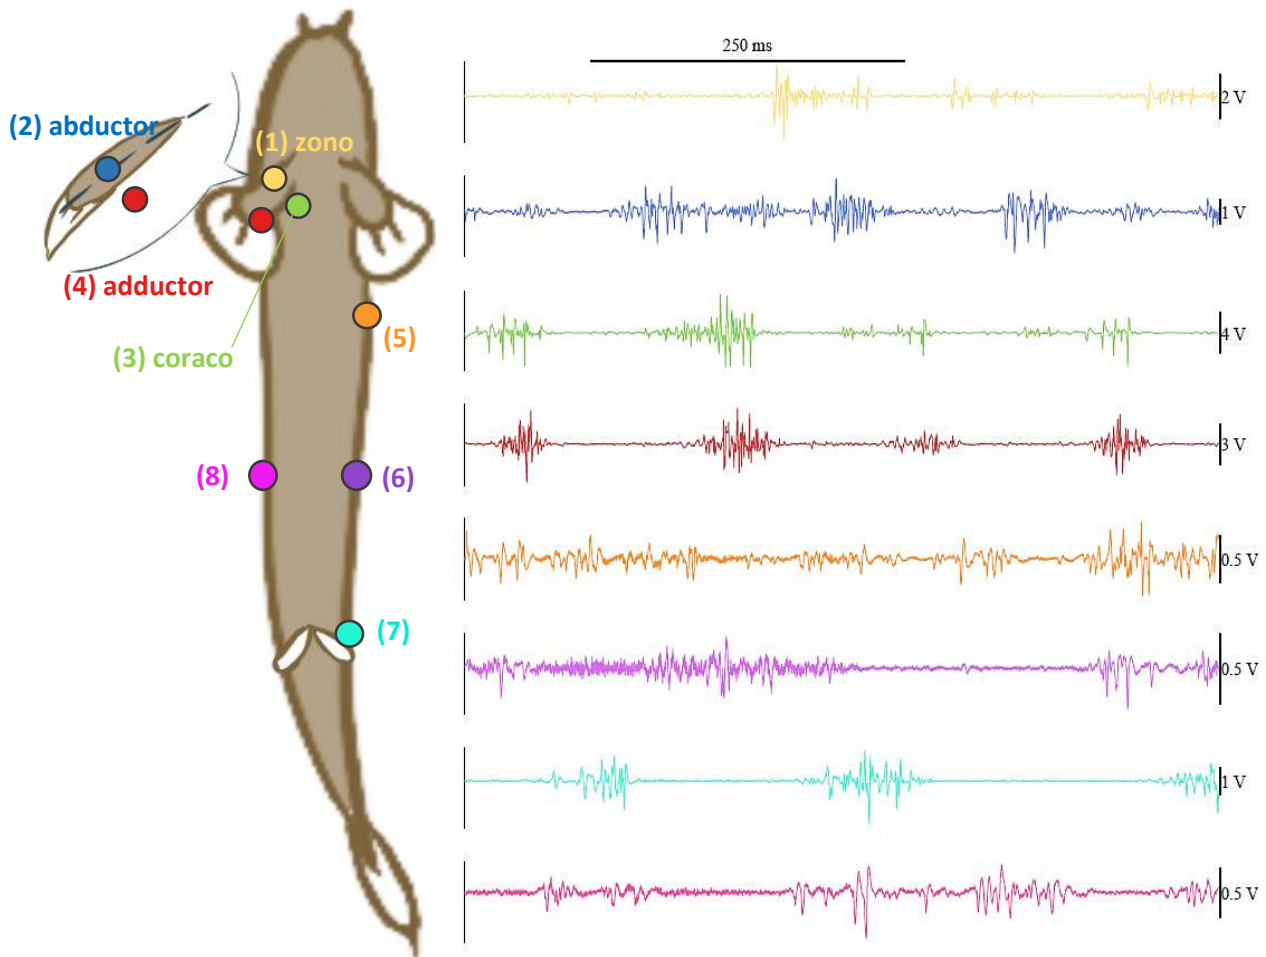 250 ms
(2) abductor
(1) zono
(4) adductor
(3) coraco
(5)
(8)
(6)
(7)
2 V
1 V
4 V
3 V
0.5 V
0.5 V
1 V
0.5 V